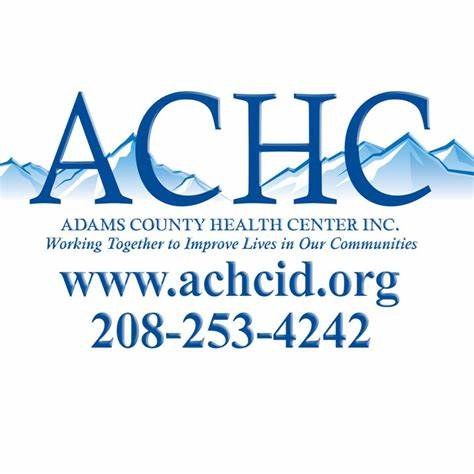 ACHC
ADAMS COUNTY HEALTH CENTER INC.
Working Together to Improve Lives in Our Communities
www.achcid.org
208-253-4242